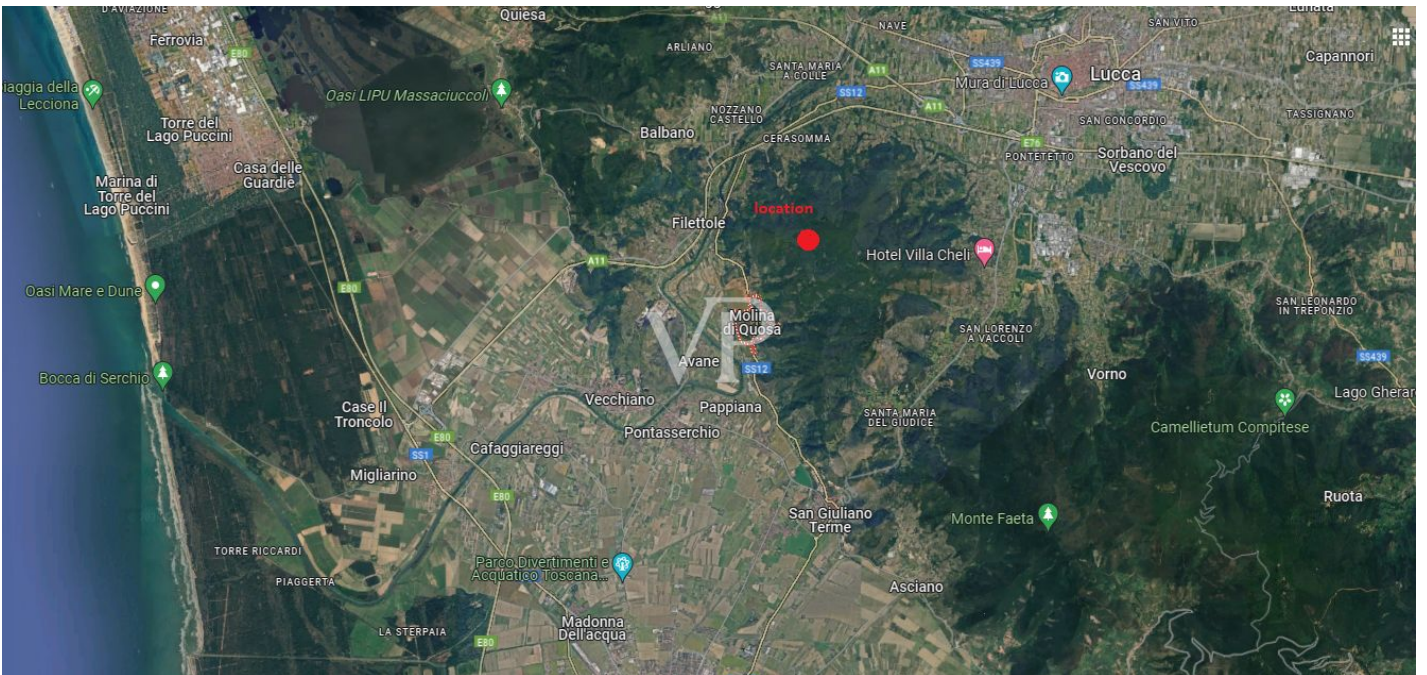 D'AVIAZIONE
Quiesa
A11
NAVE
SAN VITO
Ferrovia
E80
ARLIANO
SS439
Capannori
SANTA MARIA
A COLLE
A11
Mura di Lucca
Lucca
SS439
iaggia della
Lecciona
Oasi LIPU Massaciuccoli
SS12
A11
NOZZANO
CASTELLO
TASSIGNANO
Torre del
Lago Puccini
Balbano
CERASOMMA
SAN CONCORDIO
E76
PONTETETTO
Sorbano del
Vescovo
Casa delle
Guardie
Marina di
Torre del
Lago Puccini
location
Filettole
Hotel Villa Cheli
A11
E80
Oasi Mare e Dune
SAN LEONARDO
IN TREPONZIO
Molina
di Quosa
VP
SAN LORENZO
A VACCOLI
SS439
Avane
SS12
Bocca di Serchio
Vorno
Lago Gherar
Vecchiano
Pappiana
Case Il
Troncolo
SANTA MARIA
DEL GIUDICE
Camellietum Compitese
Pontasserchio
E80
Cafaggiareggi
SS1
Migliarino
E80
Ruota
San Giuliano
Terme
Monte Faeta
TORRE RICCARDI
Parco Divertimenti e
Acquatico Toscana...
PIAGGERTA
Asciano
LA STERPAIA
Madonna
Dell'acqua
E80